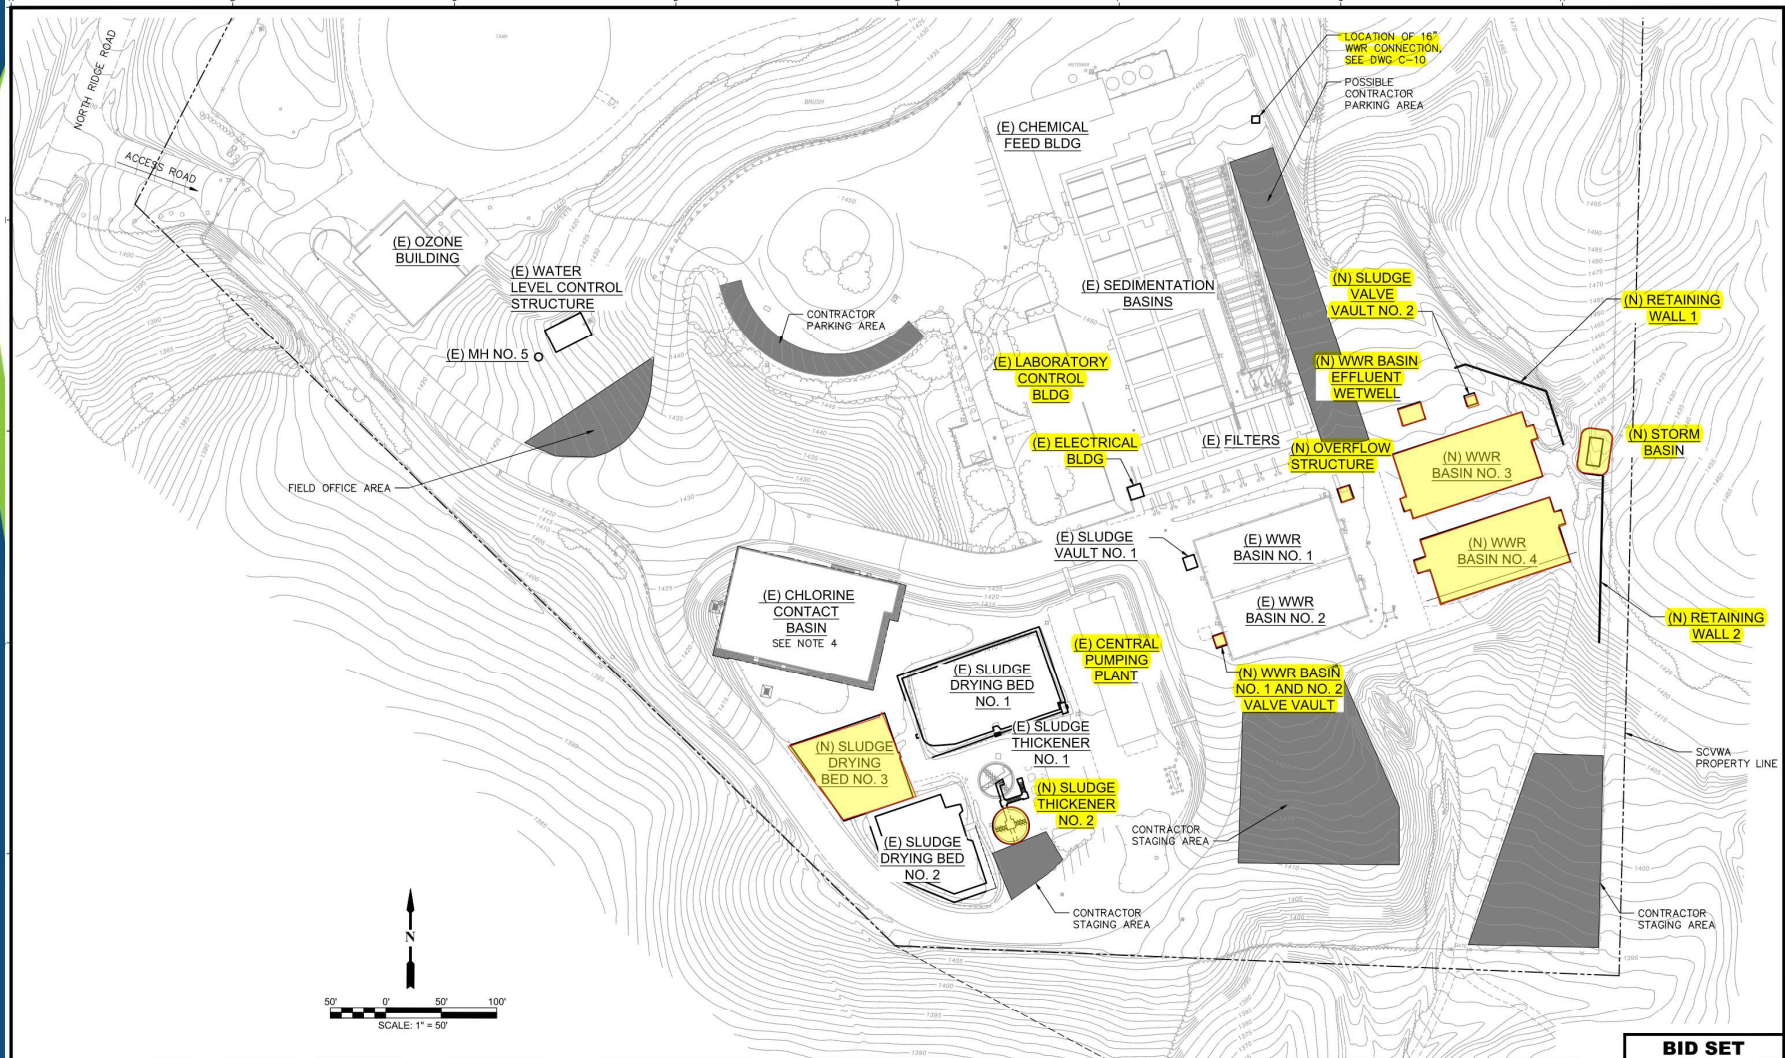 NORTH RIDGE ROAD
ACCESS ROAD
TANK
BRUSH
ANTENNA
LOCATION OF 16"
WWR CONNECTION,
SEE DWG C-10
POSSIBLE
CONTRACTOR
PARKING AREA
(E) CHEMICAL
FEED BLDG
(E) OZONE
BUILDING
(E) WATER
LEVEL CONTROL
STRUCTURE
(E) MH NO. 5
CONTRACTOR
PARKING AREA
(E) SEDIMENTATION
BASINS
(N) SLUDGE
VALVE
VAULT NO. 2
(N) RETAINING
WALL 1
(E) LABORATORY
CONTROL
BLDG
(N) WWR BASIN
EFFLUENT
WETWELL
(E) ELECTRICAL
BLDG
(E) FILTERS
(N) OVERFLOW
STRUCTURE
(N) WWR
BASIN NO. 3
(N) STORM
BASIN
FIELD OFFICE AREA
(E) SLUDGE
VAULT NO. 1
(E) WWR
BASIN NO. 1
(N) WWR
BASIN NO. 4
(E) CHLORINE
CONTACT
BASIN
SEE NOTE 4
(E) WWR
BASIN NO. 2
(N) RETAINING
WALL 2
(E) CENTRAL
PUMPING
PLANT
(E) SLUDGE
DRYING BED
NO. 1
(N) WWR BASIN
NO. 1 AND NO. 2
VALVE VAULT
(E) SLUDGE
THICKENER
NO. 1
(N) SLUDGE
DRYING
BED NO. 3
SCVWA
PROPERTY LINE
(N) SLUDGE
THICKENER
NO. 2
(E) SLUDGE
DRYING BED
NO. 2
CONTRACTOR
STAGING AREA
CONTRACTOR
STAGING AREA
CONTRACTOR
STAGING AREA
N
50' 0' 50' 100'
SCALE: 1" = 50'
BID SET